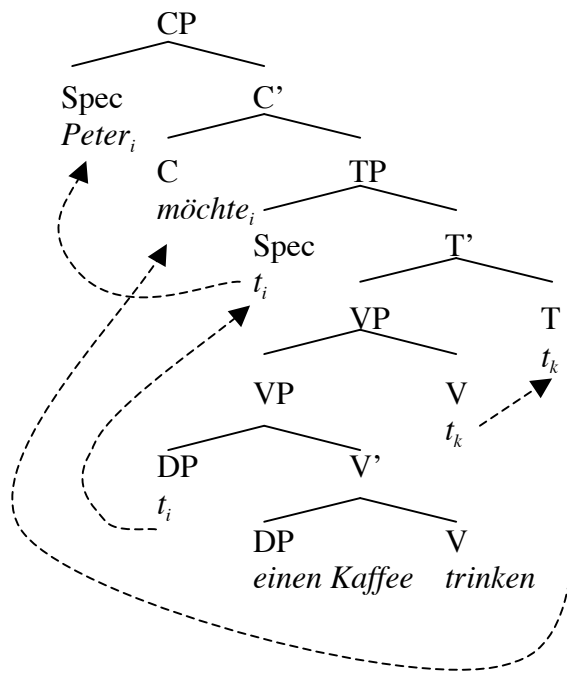 CP
Spec C’
Peteri
C TP
möchtei
Spec T’
ti
VP T
tk
VP V
tk
DP V’
ti
DP V
einen Kaffee trinken